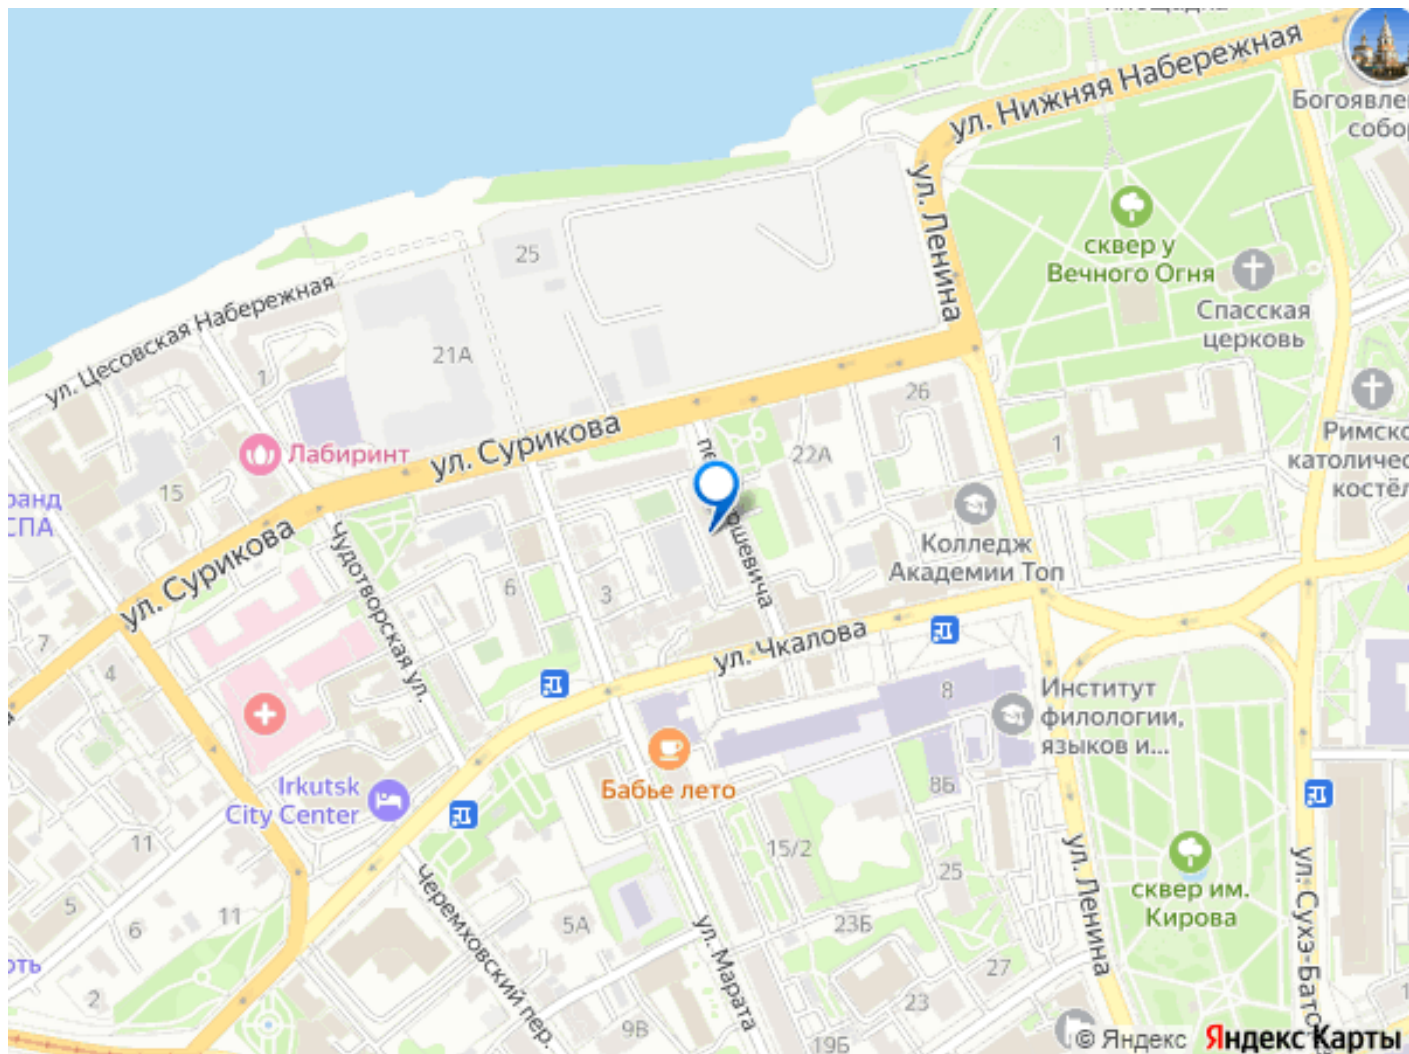 ул. Нижняя Набережная
Богоявле
собор
ул. Ленина
сквер у
Вечного Огня
Спасская
церковь
25
ул. Цесовская Набережная
21А
1
26
Римско
католичес
костёл
ул. Сурикова
Лабиринт
22А
1
15
ранд
СПА
ул. Сурикова
Чудотворская ул.
ошевича
Колледж
Академии Топ
6
3
7
4
ул. Чкалова
8
Институт
филологии,
языков и...
Irkutsk
City Center
Бабье лето
8Б
11
15/2
25
ул. Ленина
сквер им.
Кирова
ул. Сухэ-Бато
5
6
11
5А
23Б
Черемховский пер.
ул. Марата
27
2
23
9В
19Б
© Яндекс Яндекс Карты